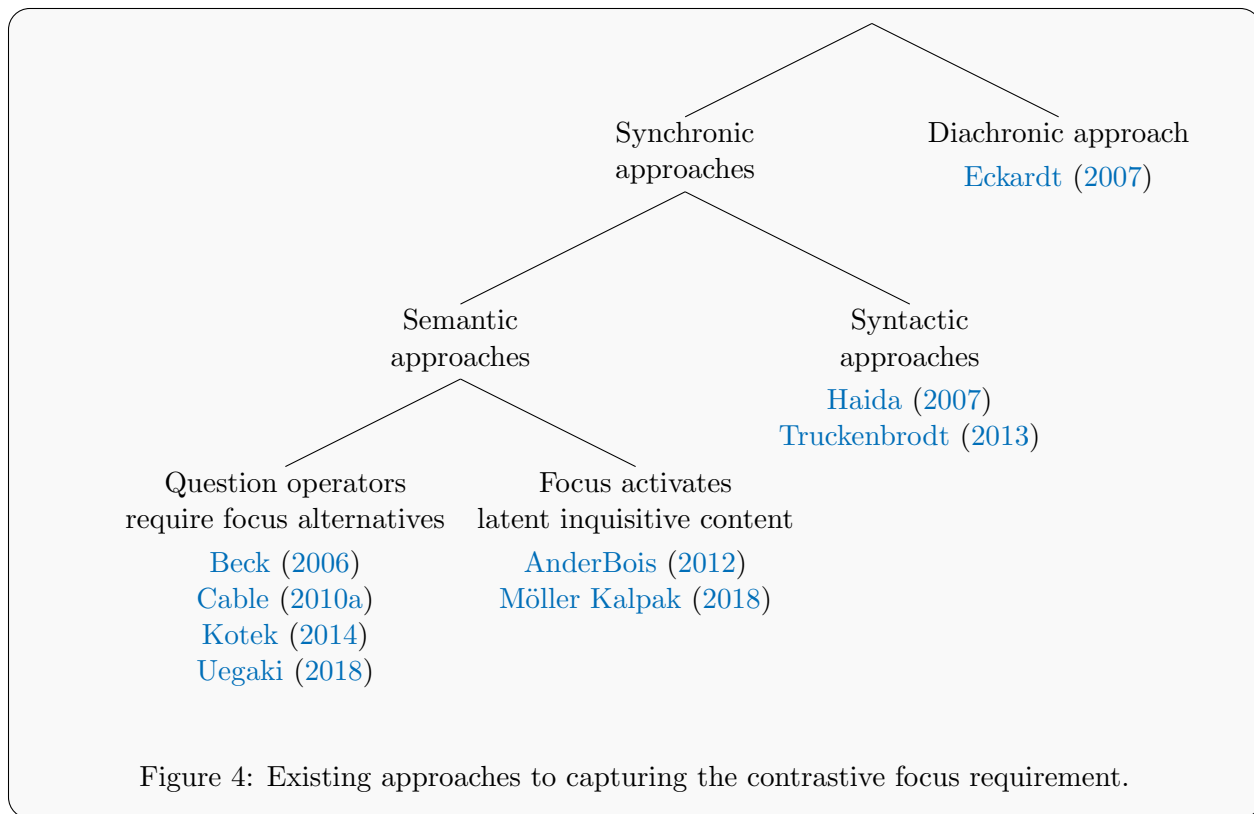 Synchronic
approaches
Diachronic approach
Eckardt (2007)
Semantic
approaches
Syntactic
approaches
Haida (2007)
Truckenbrodt (2013)
Question operators
require focus alternatives
Beck (2006)
Cable (2010a)
Kotek (2014)
Uegaki (2018)
Focus activates
latent inquisitive content
AnderBois (2012)
Möller Kalpak (2018)
Figure 4: Existing approaches to capturing the contrastive focus requirement.